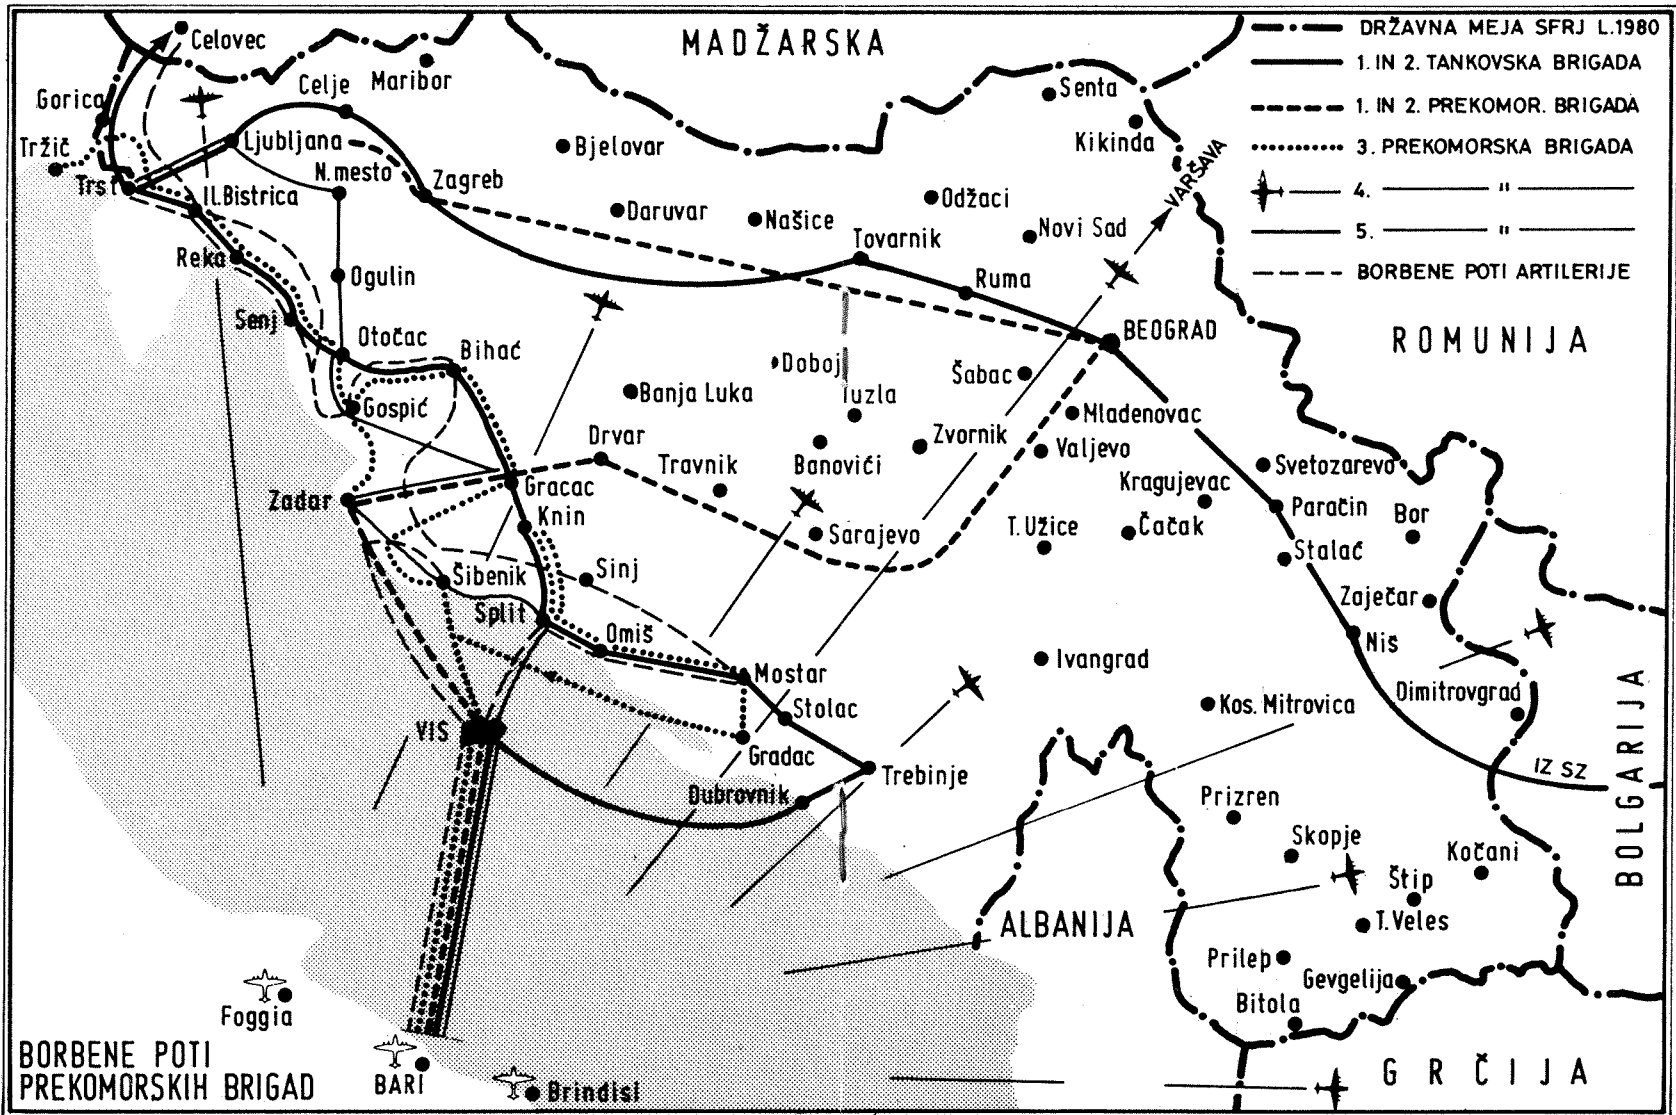 MADŽARSKA
DRŽAVNA MEJA SFRJ L.1980
1. IN 2. TANKOVSKA BRIGADA
1. IN 2. PREKOMOR. BRIGADA
3. PREKOMORSKA BRIGADA
4. — " —
5. — " —
BORBENE POTI ARTILERIJE
Celovec
Maribor
Celje
Gorica
Tržič
Ljubljana
Trst
N.mesto
Il.Bistrica
Zagreb
Bjelovar
Senta
Kikinda
VARŠAVA
Daruvar
Našice
Odžaci
Novi Sad
Tovarnik
Reka
Ogulin
Ruma
Senj
Otočac
Bihać
BEOGRAD
ROMUNIJA
Doboj
Šabac
Gospić
Banja Luka
Tuzla
Mladenovac
Drvar
Travnik
Banovići
Zvornik
Valjevo
Svetozarevo
Zadar
Gracac
Kragujevac
Paračin
Bor
Knin
Sarajevo
T. Užice
Čačak
Stalać
Šibenik
Sinj
Zaječar
Split
Omiš
Niš
Mostar
Ivangrad
Dimitrovgrad
Stolac
Kos. Mitrovica
VIS
Gradac
BOLGARIJA
Trebinje
IZ SZ
Dubrovnik
Prizren
Skopje
Kočani
Štip
ALBANIJA
T. Veles
Prilep
Gevgelija
Foggia
Bitola
BORBENE POTI
PREKOMORSKIH BRIGAD
BARI
Brindisi
GRČIJA